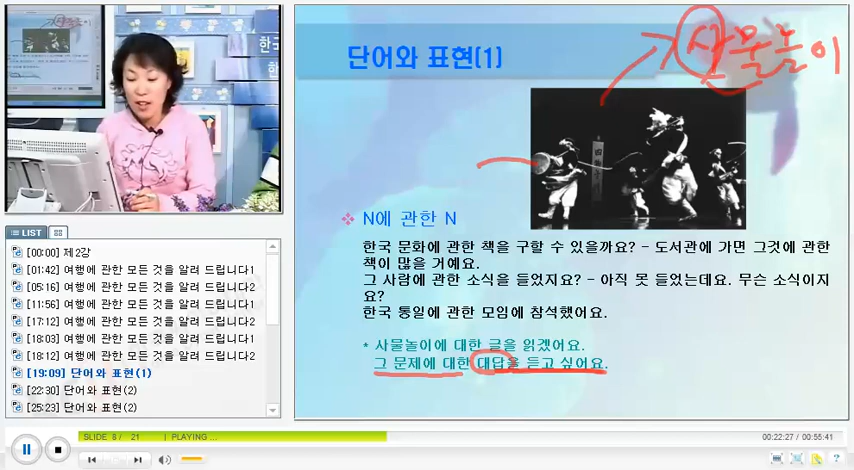 단어와 표현(1)
사물놀이
N에 관한 N
한국 문화에 관한 책을 구할 수 있을까요? - 도서관에 가면 그것에 관한
책이 많을 거예요.
그 사람에 관한 소식을 들었지요? - 아직 못 들었는데요. 무슨 소식이지
요?
한국 통일에 관한 모임에 참석했어요.
* 사물놀이에 대한 글을 읽겠어요.
그 문제에 대한 대답을 듣고 싶어요.
LIST
[00:00] 제2강
[01:42] 여행에 관한 모든 것을 알려 드립니다1
[05:16] 여행에 관한 모든 것을 알려 드립니다2
[11:56] 여행에 관한 모든 것을 알려 드립니다1
[17:12] 여행에 관한 모든 것을 알려 드립니다2
[18:03] 여행에 관한 모든 것을 알려 드립니다1
[18:12] 여행에 관한 모든 것을 알려 드립니다2
[19:09] 단어와 표현(1)
[22:30] 단어와 표현(2)
[25:23] 단어와 표현(2)
SLIDE 8 / 21 | PLAYING ...
00:22:27 / 00:55:41